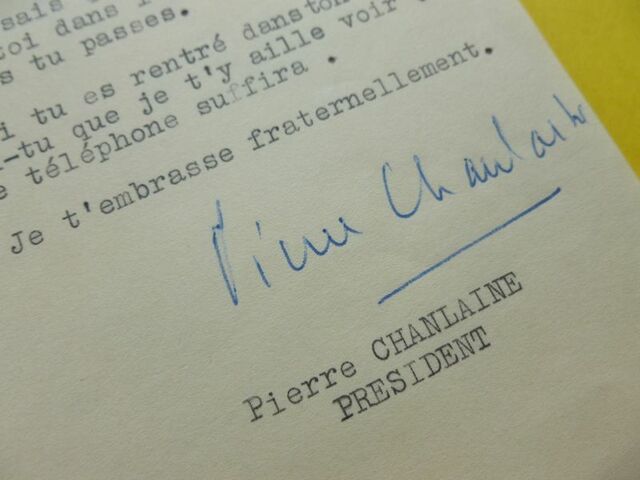 sais
toi dans l
s tu passes.
i tu es rentré dans ton
-tu que je t'y aille voir
e téléphone suffira .
Je t'embrasse fraternellement.
Pierre Chanlaine
Pierre CHANLAINE
PRESIDENT